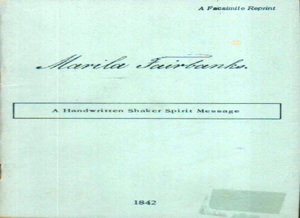 A Facsimile Reprint
Marila Fairbanks.
A Handwritten Shaker Spirit Message
1842